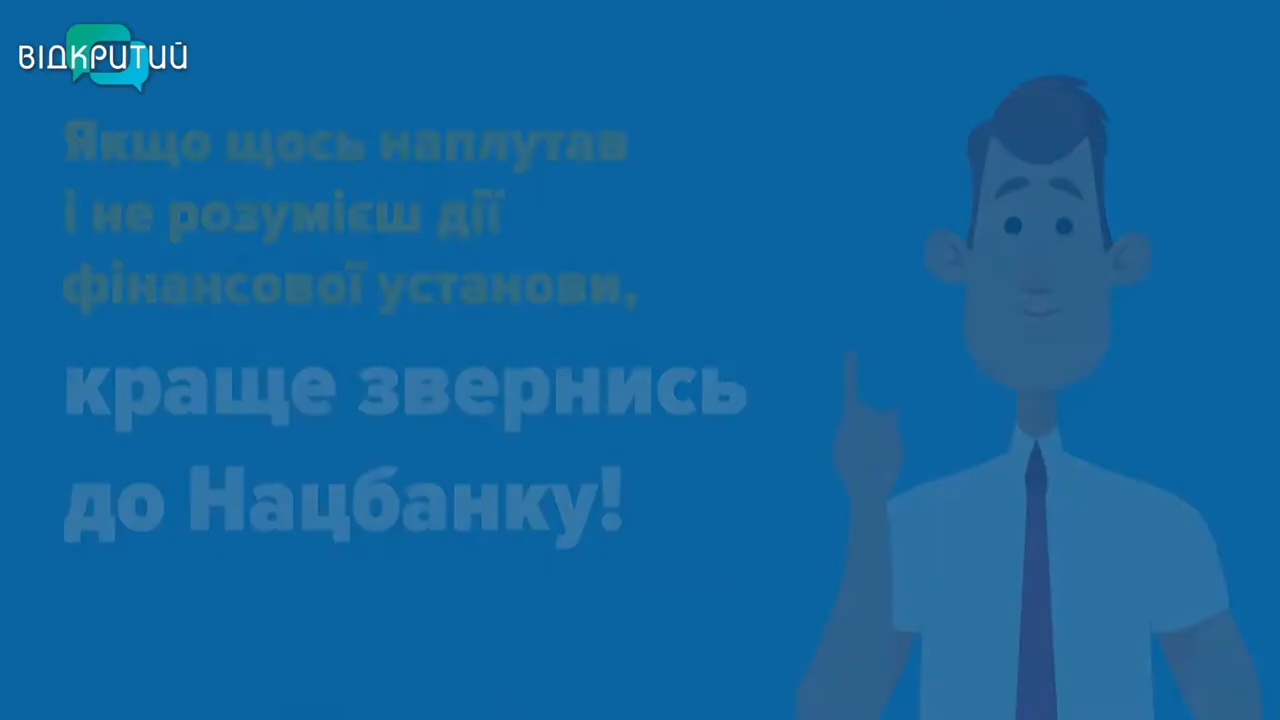 ВІДКРИТИЙ
Якщо щось наплутав
і не розумієш дії
фінансової установи,
краще звернись
до Нацбанку!